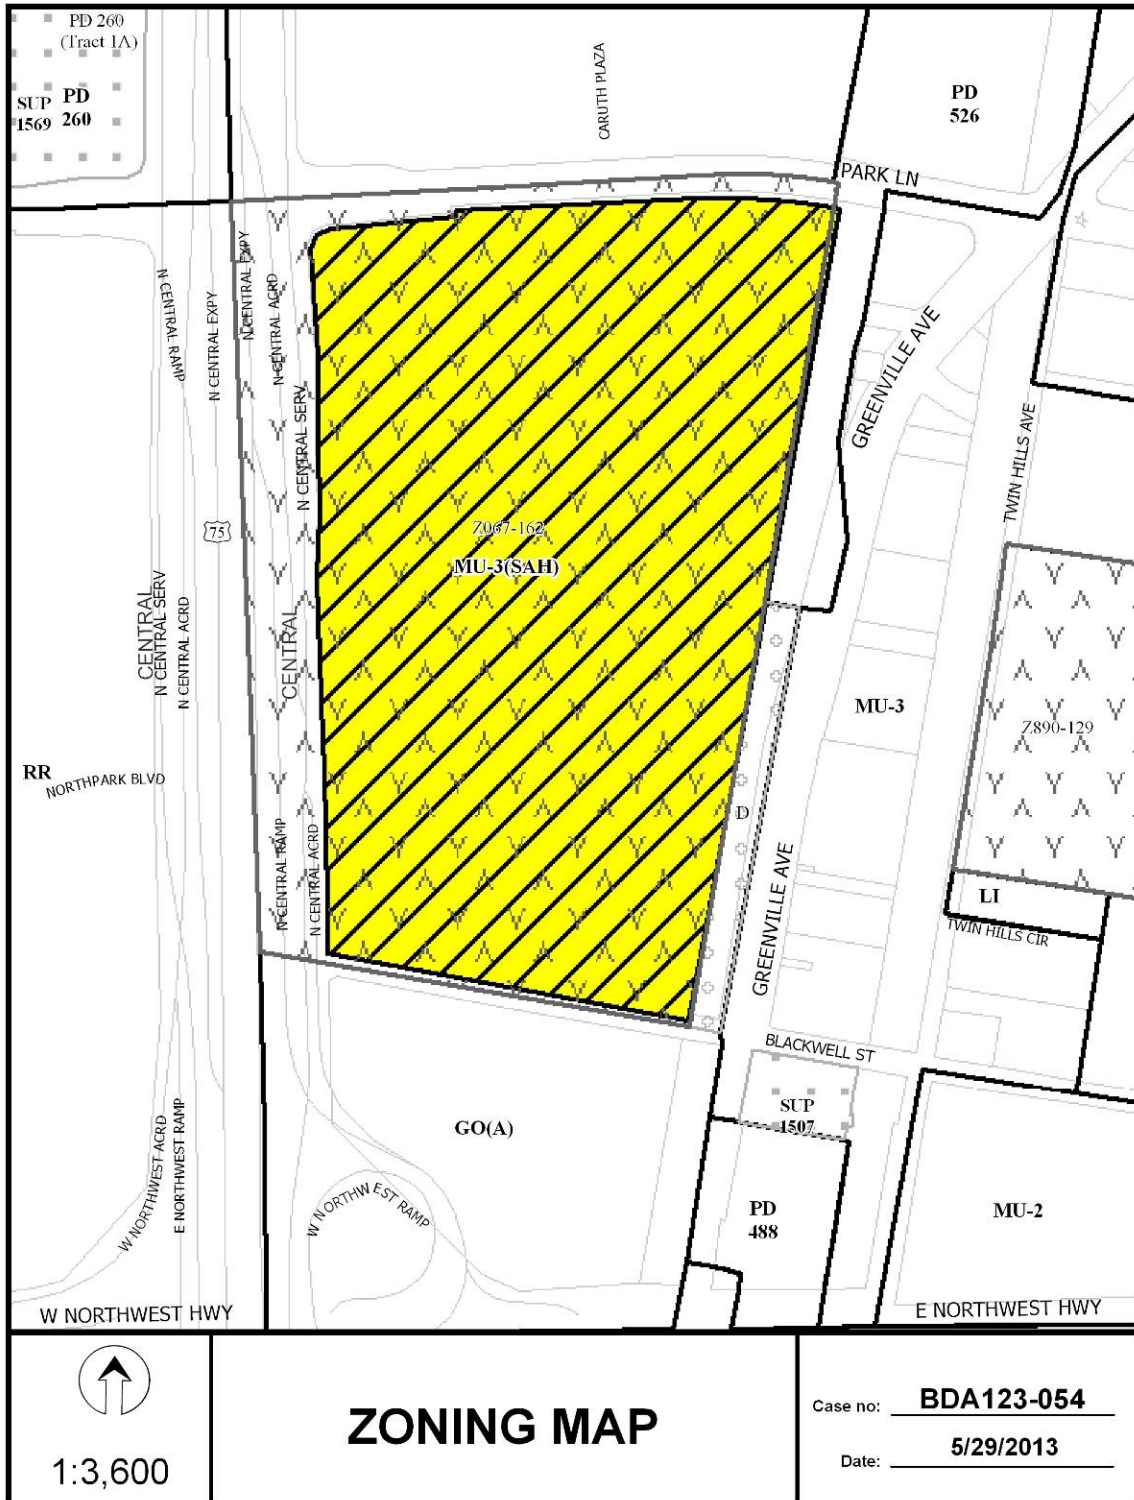 PD 260
(Tract 1A)
SUP
1569
PD
260
CARUTH PLAZA
PD
526
PARK LN
N CENTRAL RAMP
N CENTRAL EXPY
N CENTRAL EXPY
N CENTRAL ACRD
N CENTRAL SERV
GREENVILLE AVE
TWIN HILLS AVE
75
Z067-162
MU-3(SAH)
CENTRAL
N CENTRAL SERV
N CENTRAL ACRD
CENTRAL
MU-3
Z890-129
RR
NORTHPARK BLVD
D
N CENTRAL RAMP
N CENTRAL ACRD
GREENVILLE AVE
LI
TWIN HILLS CIR
BLACKWELL ST
SUP
1507
GO(A)
W NORTHWEST ACRD
E NORTHWEST RAMP
W NORTHWEST RAMP
PD
488
MU-2
W NORTHWEST HWY
E NORTHWEST HWY
1:3,600
ZONING MAP
Case no: BDA123-054
Date: 5/29/2013